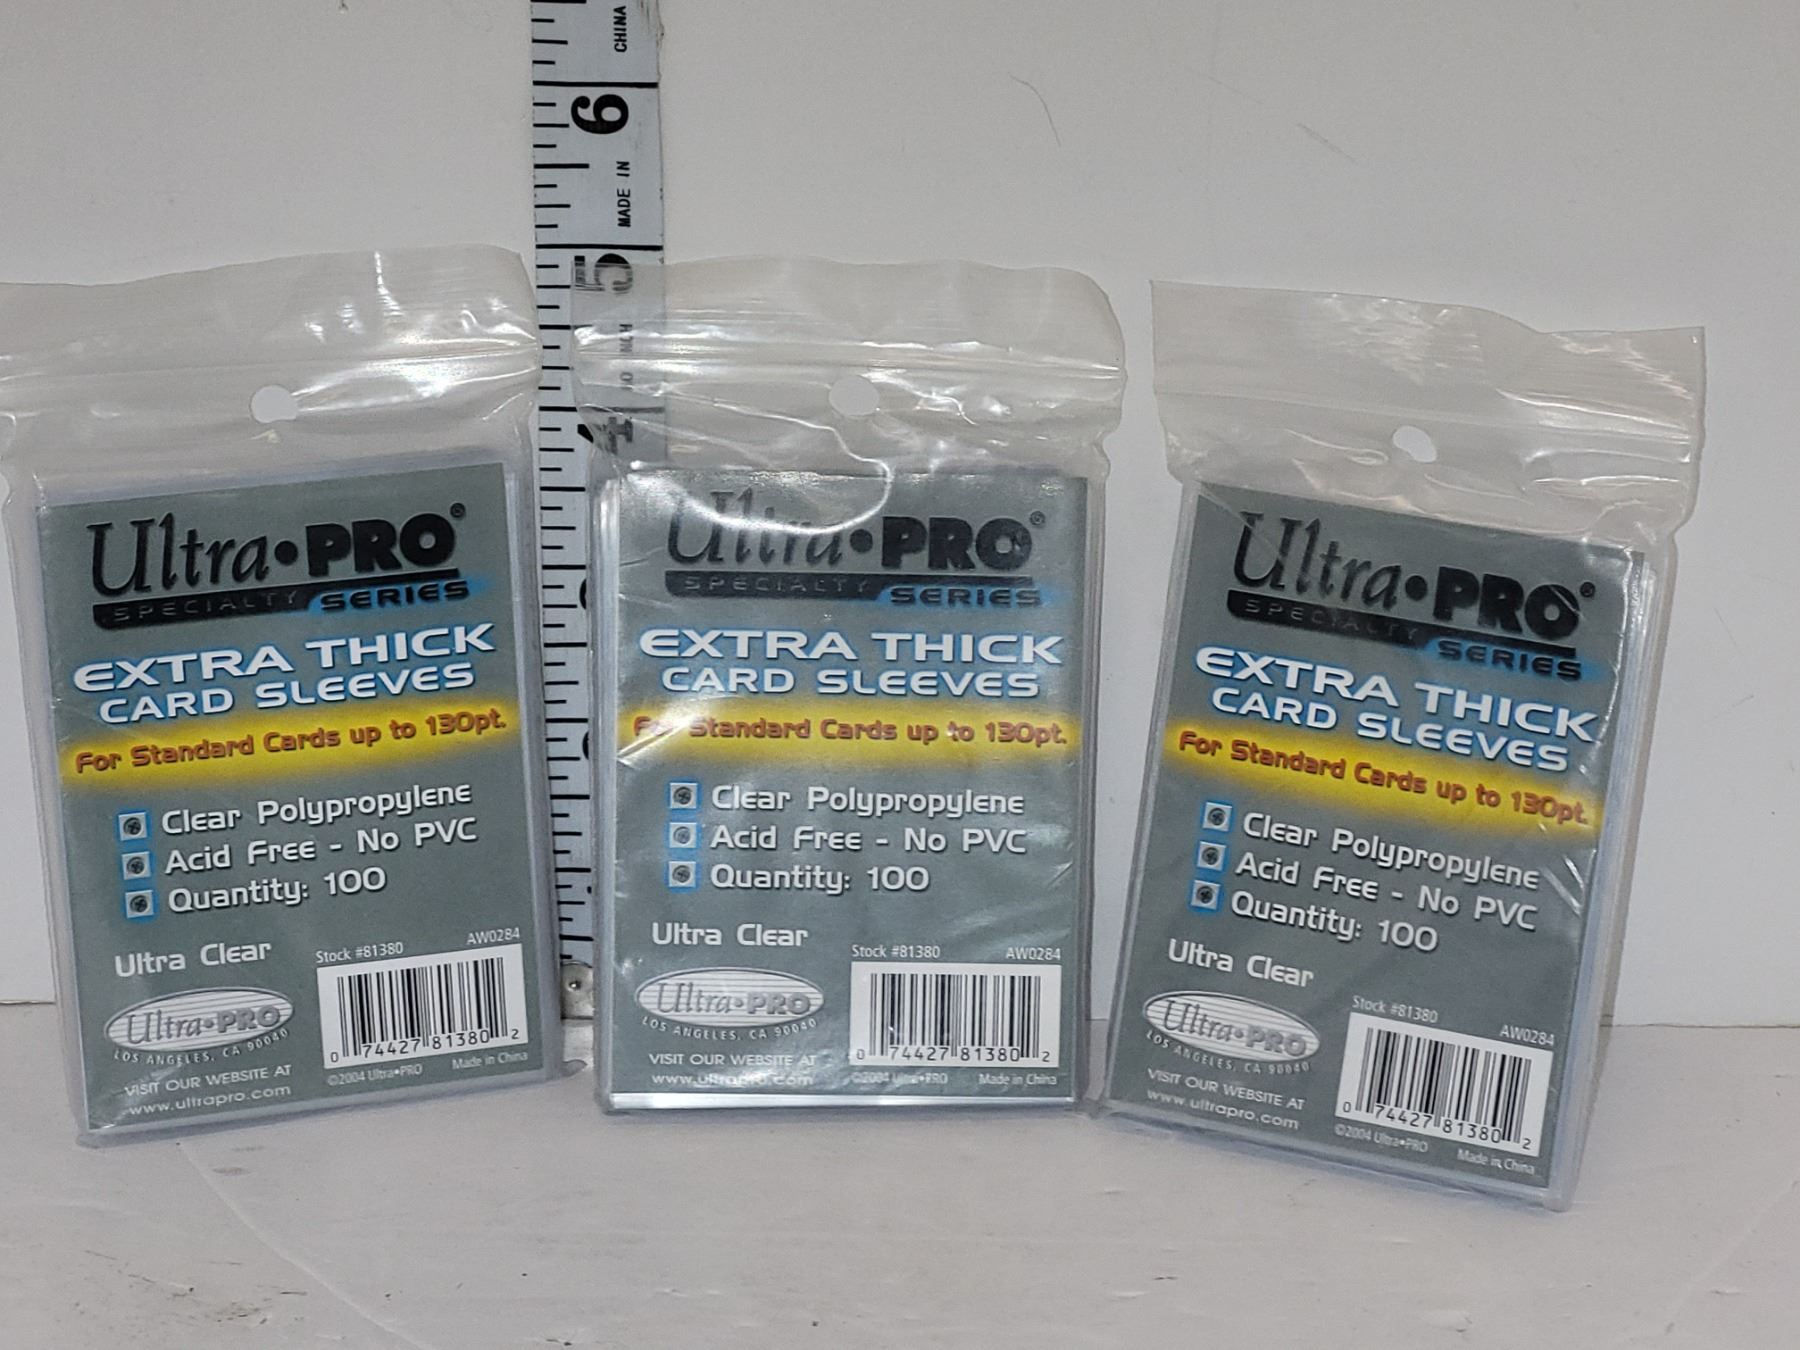 CHINA
6
MADE IN
5
4
Ultra•PRO®
SPECIALTY SERIES
EXTRA THICK
CARD SLEEVES
For Standard Cards up to 130pt.
Clear Polypropylene
Acid Free - No PVC
Quantity: 100
Ultra Clear
Stock #81380
AW0284
Ultra•PRO
LOS ANGELES, CA 90040
VISIT OUR WEBSITE AT
www.ultrapro.com
0 74427 81380 2
©2004 Ultra•PRO
Made in China
Ultra•PRO®
SPECIALTY SERIES
EXTRA THICK
CARD SLEEVES
For Standard Cards up to 130pt.
Clear Polypropylene
Acid Free - No PVC
Quantity: 100
Ultra Clear
Stock #81380
AW0284
Ultra•PRO
LOS ANGELES, CA 90040
VISIT OUR WEBSITE AT
www.ultrapro.com
0 74427 81380 2
©2004 Ultra•PRO
Made in China
Ultra•PRO®
SPECIALTY SERIES
EXTRA THICK
CARD SLEEVES
For Standard Cards up to 130pt.
Clear Polypropylene
Acid Free - No PVC
Quantity: 100
Ultra Clear
Stock #81380
AW0284
Ultra•PRO
LOS ANGELES, CA 90040
VISIT OUR WEBSITE AT
www.ultrapro.com
0 74427 81380 2
©2004 Ultra•PRO
Made in China